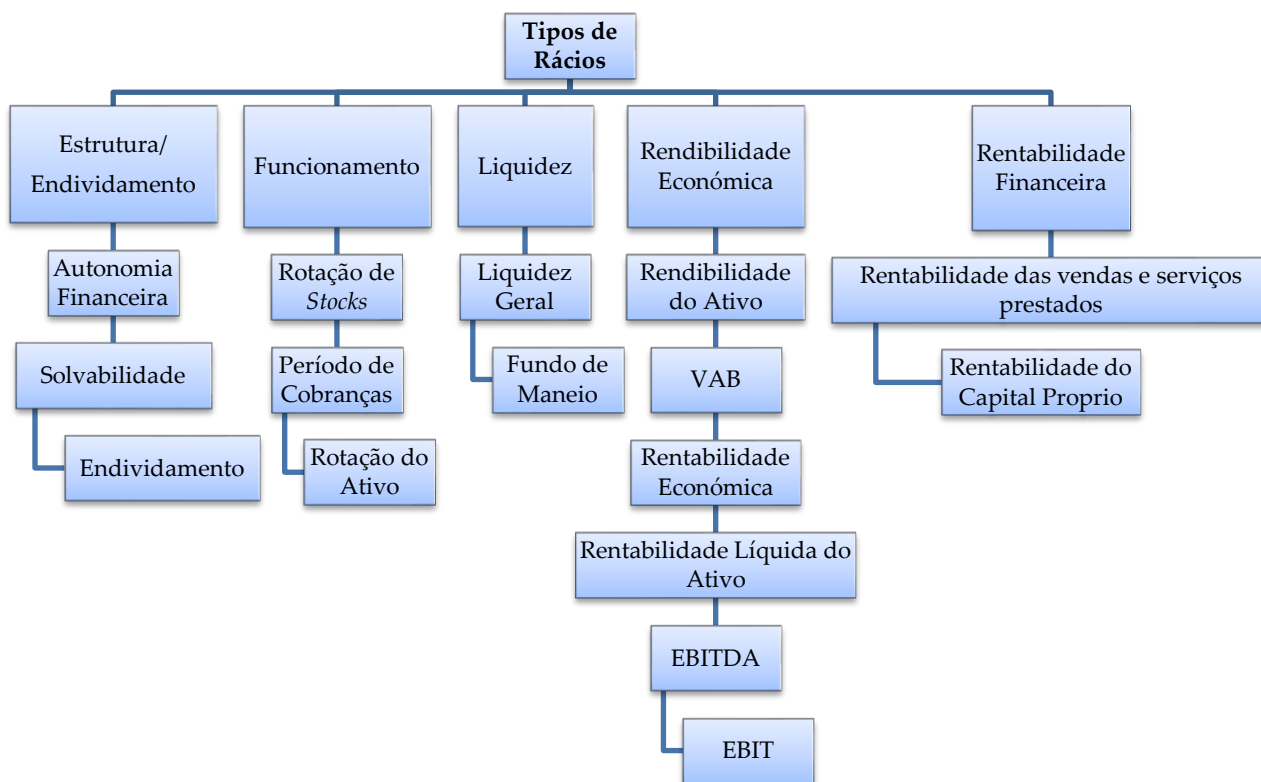 Tipos de
Rácios
Estrutura/
Endividamento
Funcionamento
Liquidez
Rendibilidade
Económica
Rentabilidade
Financeira
Autonomia
Financeira
Solvabilidade
Endividamento
Rotação de
Stocks
Período de
Cobranças
Rotação do
Ativo
Liquidez
Geral
Fundo de
Maneio
Rendibilidade
do Ativo
VAB
Rentabilidade
Económica
Rentabilidade Líquida do
Ativo
EBITDA
EBIT
Rentabilidade das vendas e serviços
prestados
Rentabilidade do
Capital Proprio